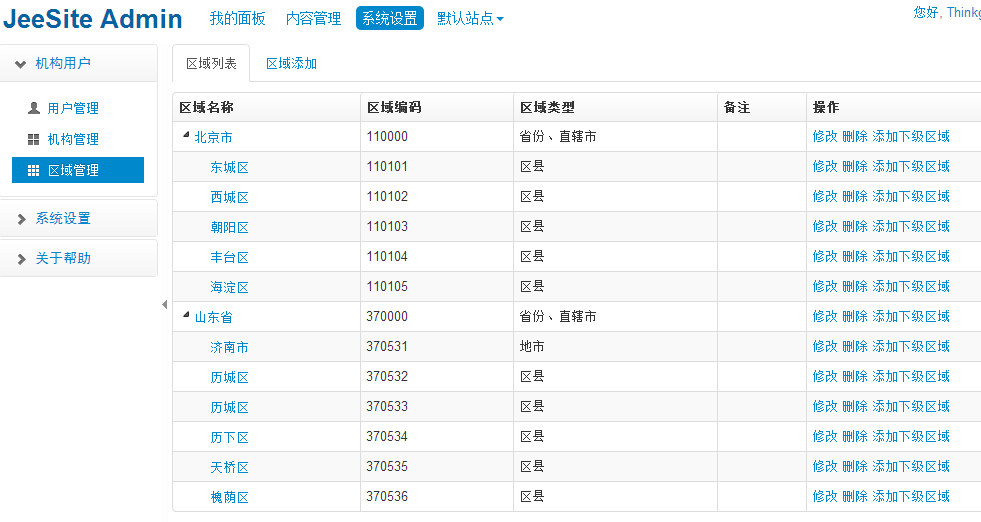 JeeSite Admin 我的面板 内容管理 系统设置 默认站点 您好, Think
机构用户
用户管理
机构管理
区域管理
系统设置
关于帮助
区域列表 区域添加
区域名称 区域编码 区域类型 备注 操作
北京市 110000 省份、直辖市 修改 删除 添加下级区域
东城区 110101 区县 修改 删除 添加下级区域
西城区 110102 区县 修改 删除 添加下级区域
朝阳区 110103 区县 修改 删除 添加下级区域
丰台区 110104 区县 修改 删除 添加下级区域
海淀区 110105 区县 修改 删除 添加下级区域
山东省 370000 省份、直辖市 修改 删除 添加下级区域
济南市 370531 地市 修改 删除 添加下级区域
历城区 370532 区县 修改 删除 添加下级区域
历城区 370533 区县 修改 删除 添加下级区域
历下区 370534 区县 修改 删除 添加下级区域
天桥区 370535 区县 修改 删除 添加下级区域
槐荫区 370536 区县 修改 删除 添加下级区域